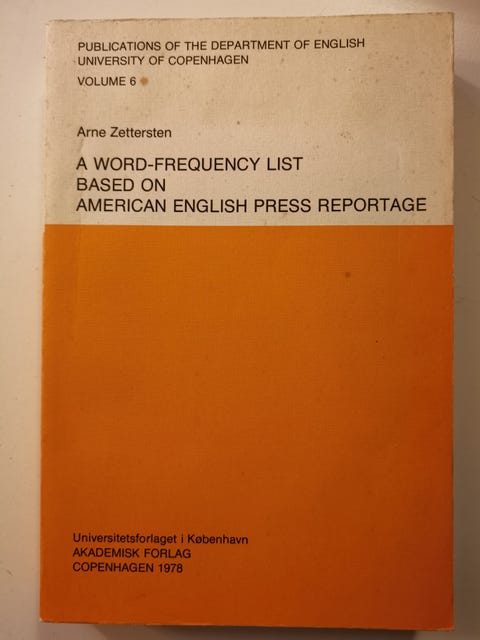 PUBLICATIONS OF THE DEPARTMENT OF ENGLISH
UNIVERSITY OF COPENHAGEN
VOLUME 6
Arne Zettersten
A WORD-FREQUENCY LIST
BASED ON
AMERICAN ENGLISH PRESS REPORTAGE
Universitetsforlaget i København
AKADEMISK FORLAG
COPENHAGEN 1978